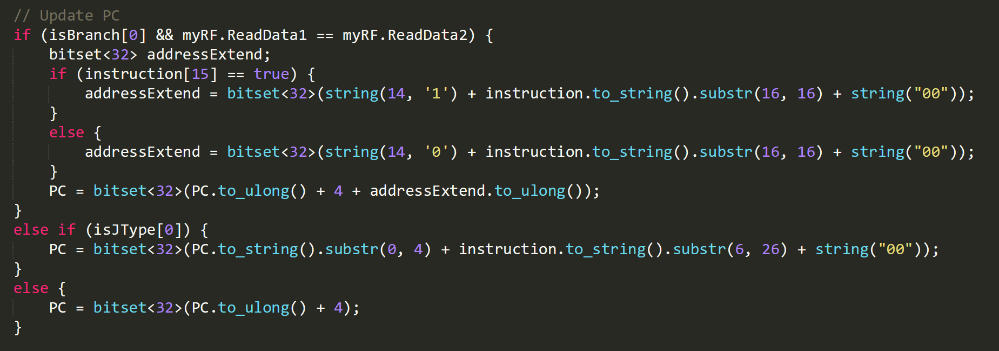 // Update PC
if (isBranch[0] && myRF.ReadData1 == myRF.ReadData2) {
    bitset<32> addressExtend;
    if (instruction[15] == true) {
        addressExtend = bitset<32>(string(14, '1') + instruction.to_string().substr(16, 16) + string("00"));
    }
    else {
        addressExtend = bitset<32>(string(14, '0') + instruction.to_string().substr(16, 16) + string("00"));
    }
    PC = bitset<32>(PC.to_ulong() + 4 + addressExtend.to_ulong());
}
else if (isJType[0]) {
    PC = bitset<32>(PC.to_string().substr(0, 4) + instruction.to_string().substr(6, 26) + string("00"));
}
else {
    PC = bitset<32>(PC.to_ulong() + 4);
}